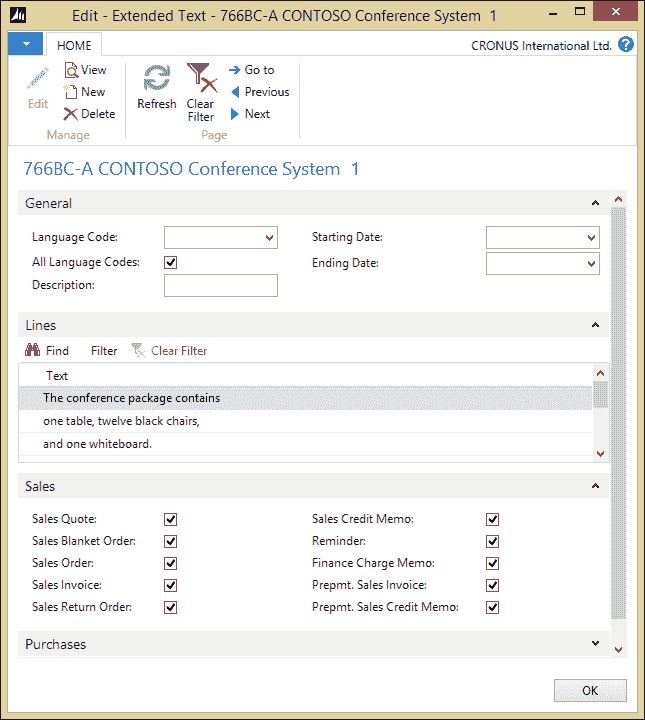 Edit - Extended Text - 766BC-A CONTOSO Conference System 1
HOME
CRONUS International Ltd.
?
Edit
View
New
Delete
Manage
Refresh
Clear
Filter
Go to
Previous
Next
Page
766BC-A CONTOSO Conference System 1
General
Language Code:
Starting Date:
All Language Codes:
Ending Date:
Description:
Lines
Find Filter Clear Filter
Text
The conference package contains
one table, twelve black chairs,
and one whiteboard.
Sales
Sales Quote:
Sales Credit Memo:
Sales Blanket Order:
Reminder:
Sales Order:
Finance Charge Memo:
Sales Invoice:
Prepmt. Sales Invoice:
Sales Return Order:
Prepmt. Sales Credit Memo:
Purchases
OK